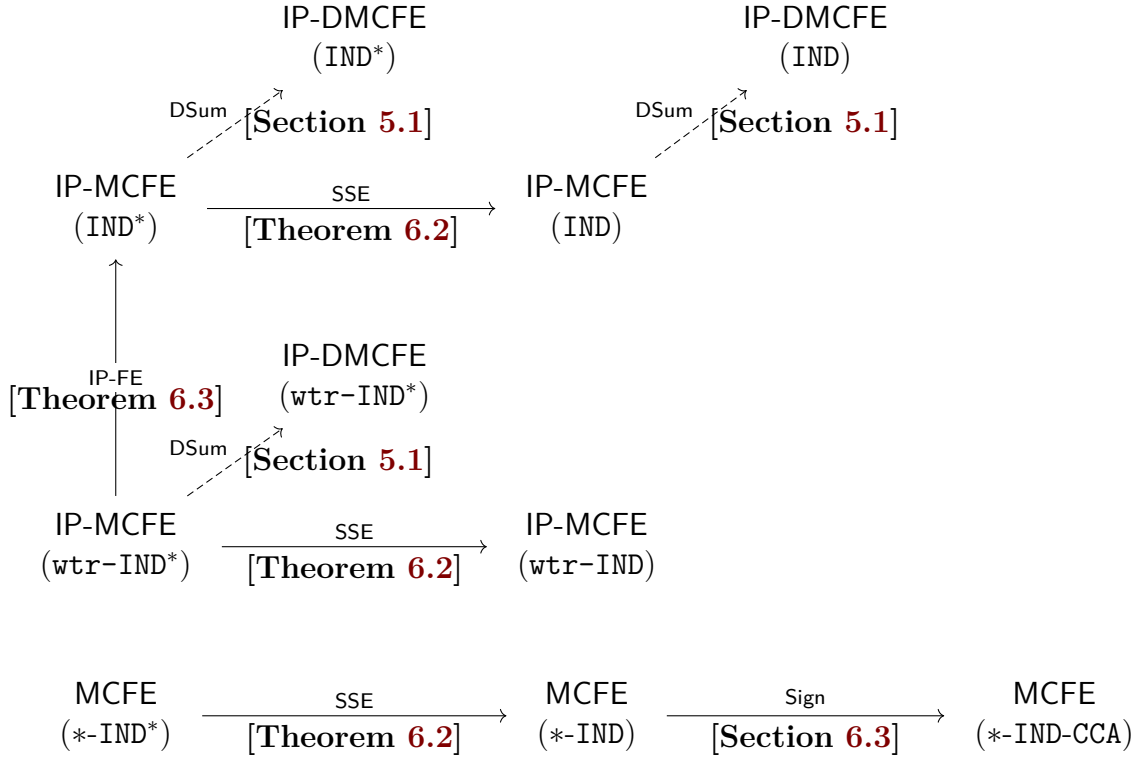 IP-DMCFE IP-DMCFE
(IND*) (IND)
DSum DSum
[Section 5.1] [Section 5.1]
IP-MCFE SSE IP-MCFE
(IND*) [Theorem 6.2] (IND)
IP-DMCFE
IP-FE
[Theorem 6.3] (wtr-IND*)
DSum
[Section 5.1]
IP-MCFE SSE IP-MCFE
(wtr-IND*) [Theorem 6.2] (wtr-IND)
MCFE SSE MCFE Sign MCFE
(*-IND*) [Theorem 6.2] (*-IND) [Section 6.3] (*-IND-CCA)